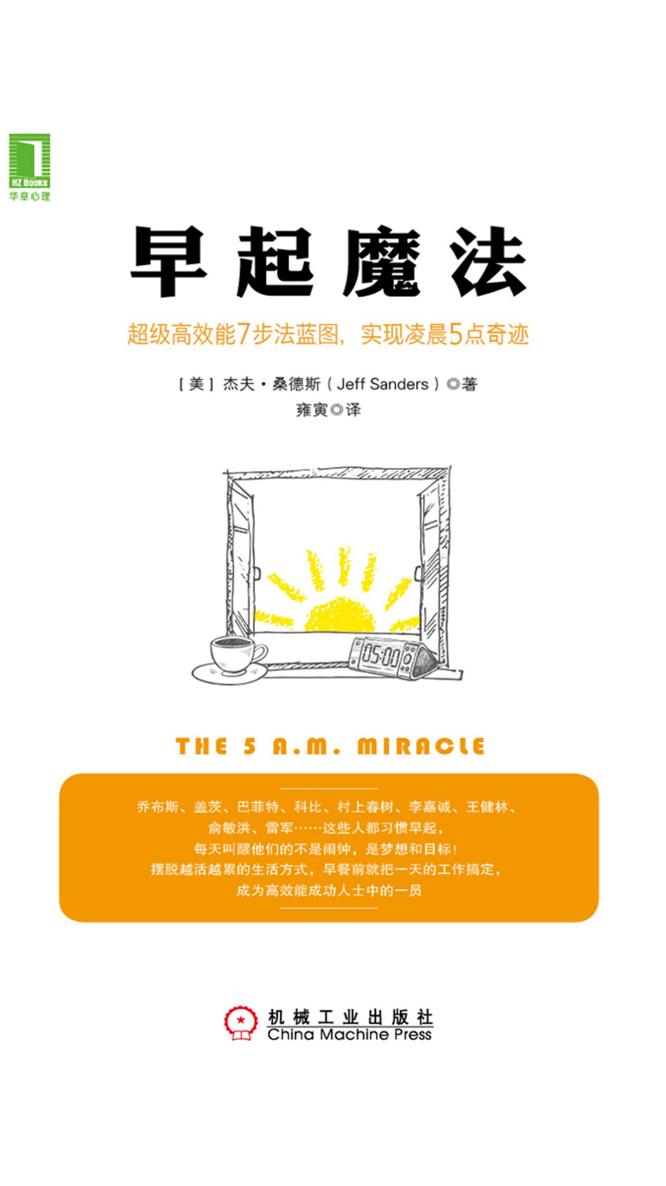 HZ BOOKS
华章心理
早起魔法
超级高效能7步法蓝图，实现凌晨5点奇迹
［美］杰夫·桑德斯（Jeff Sanders）◎著
雍寅◎译
05:00
THE 5 A.M. MIRACLE
乔布斯、盖茨、巴菲特、科比、村上春树、李嘉诚、王健林、
俞敏洪、雷军……这些人都习惯早起，
每天叫醒他们的不是闹钟，是梦想和目标！
摆脱越活越累的生活方式，早餐前就把一天的工作搞定，
成为高效能成功人士中的一员
机械工业出版社
China Machine Press